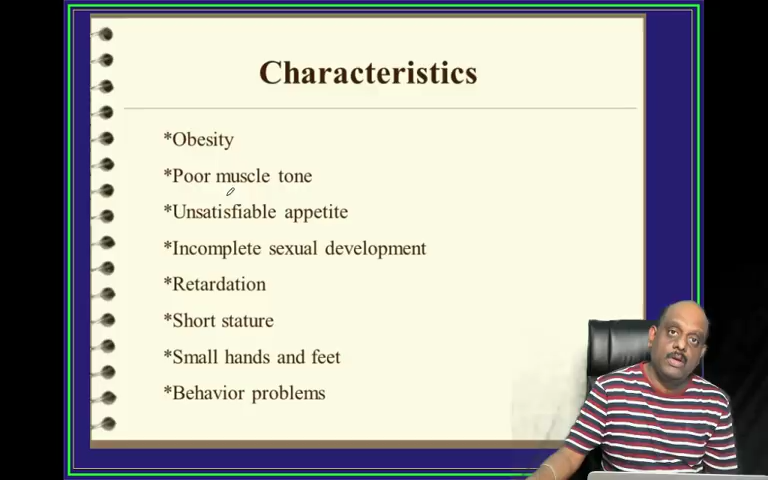 Characteristics
*Obesity
*Poor muscle tone
*Unsatisfiable appetite
*Incomplete sexual development
*Retardation
*Short stature
*Small hands and feet
*Behavior problems